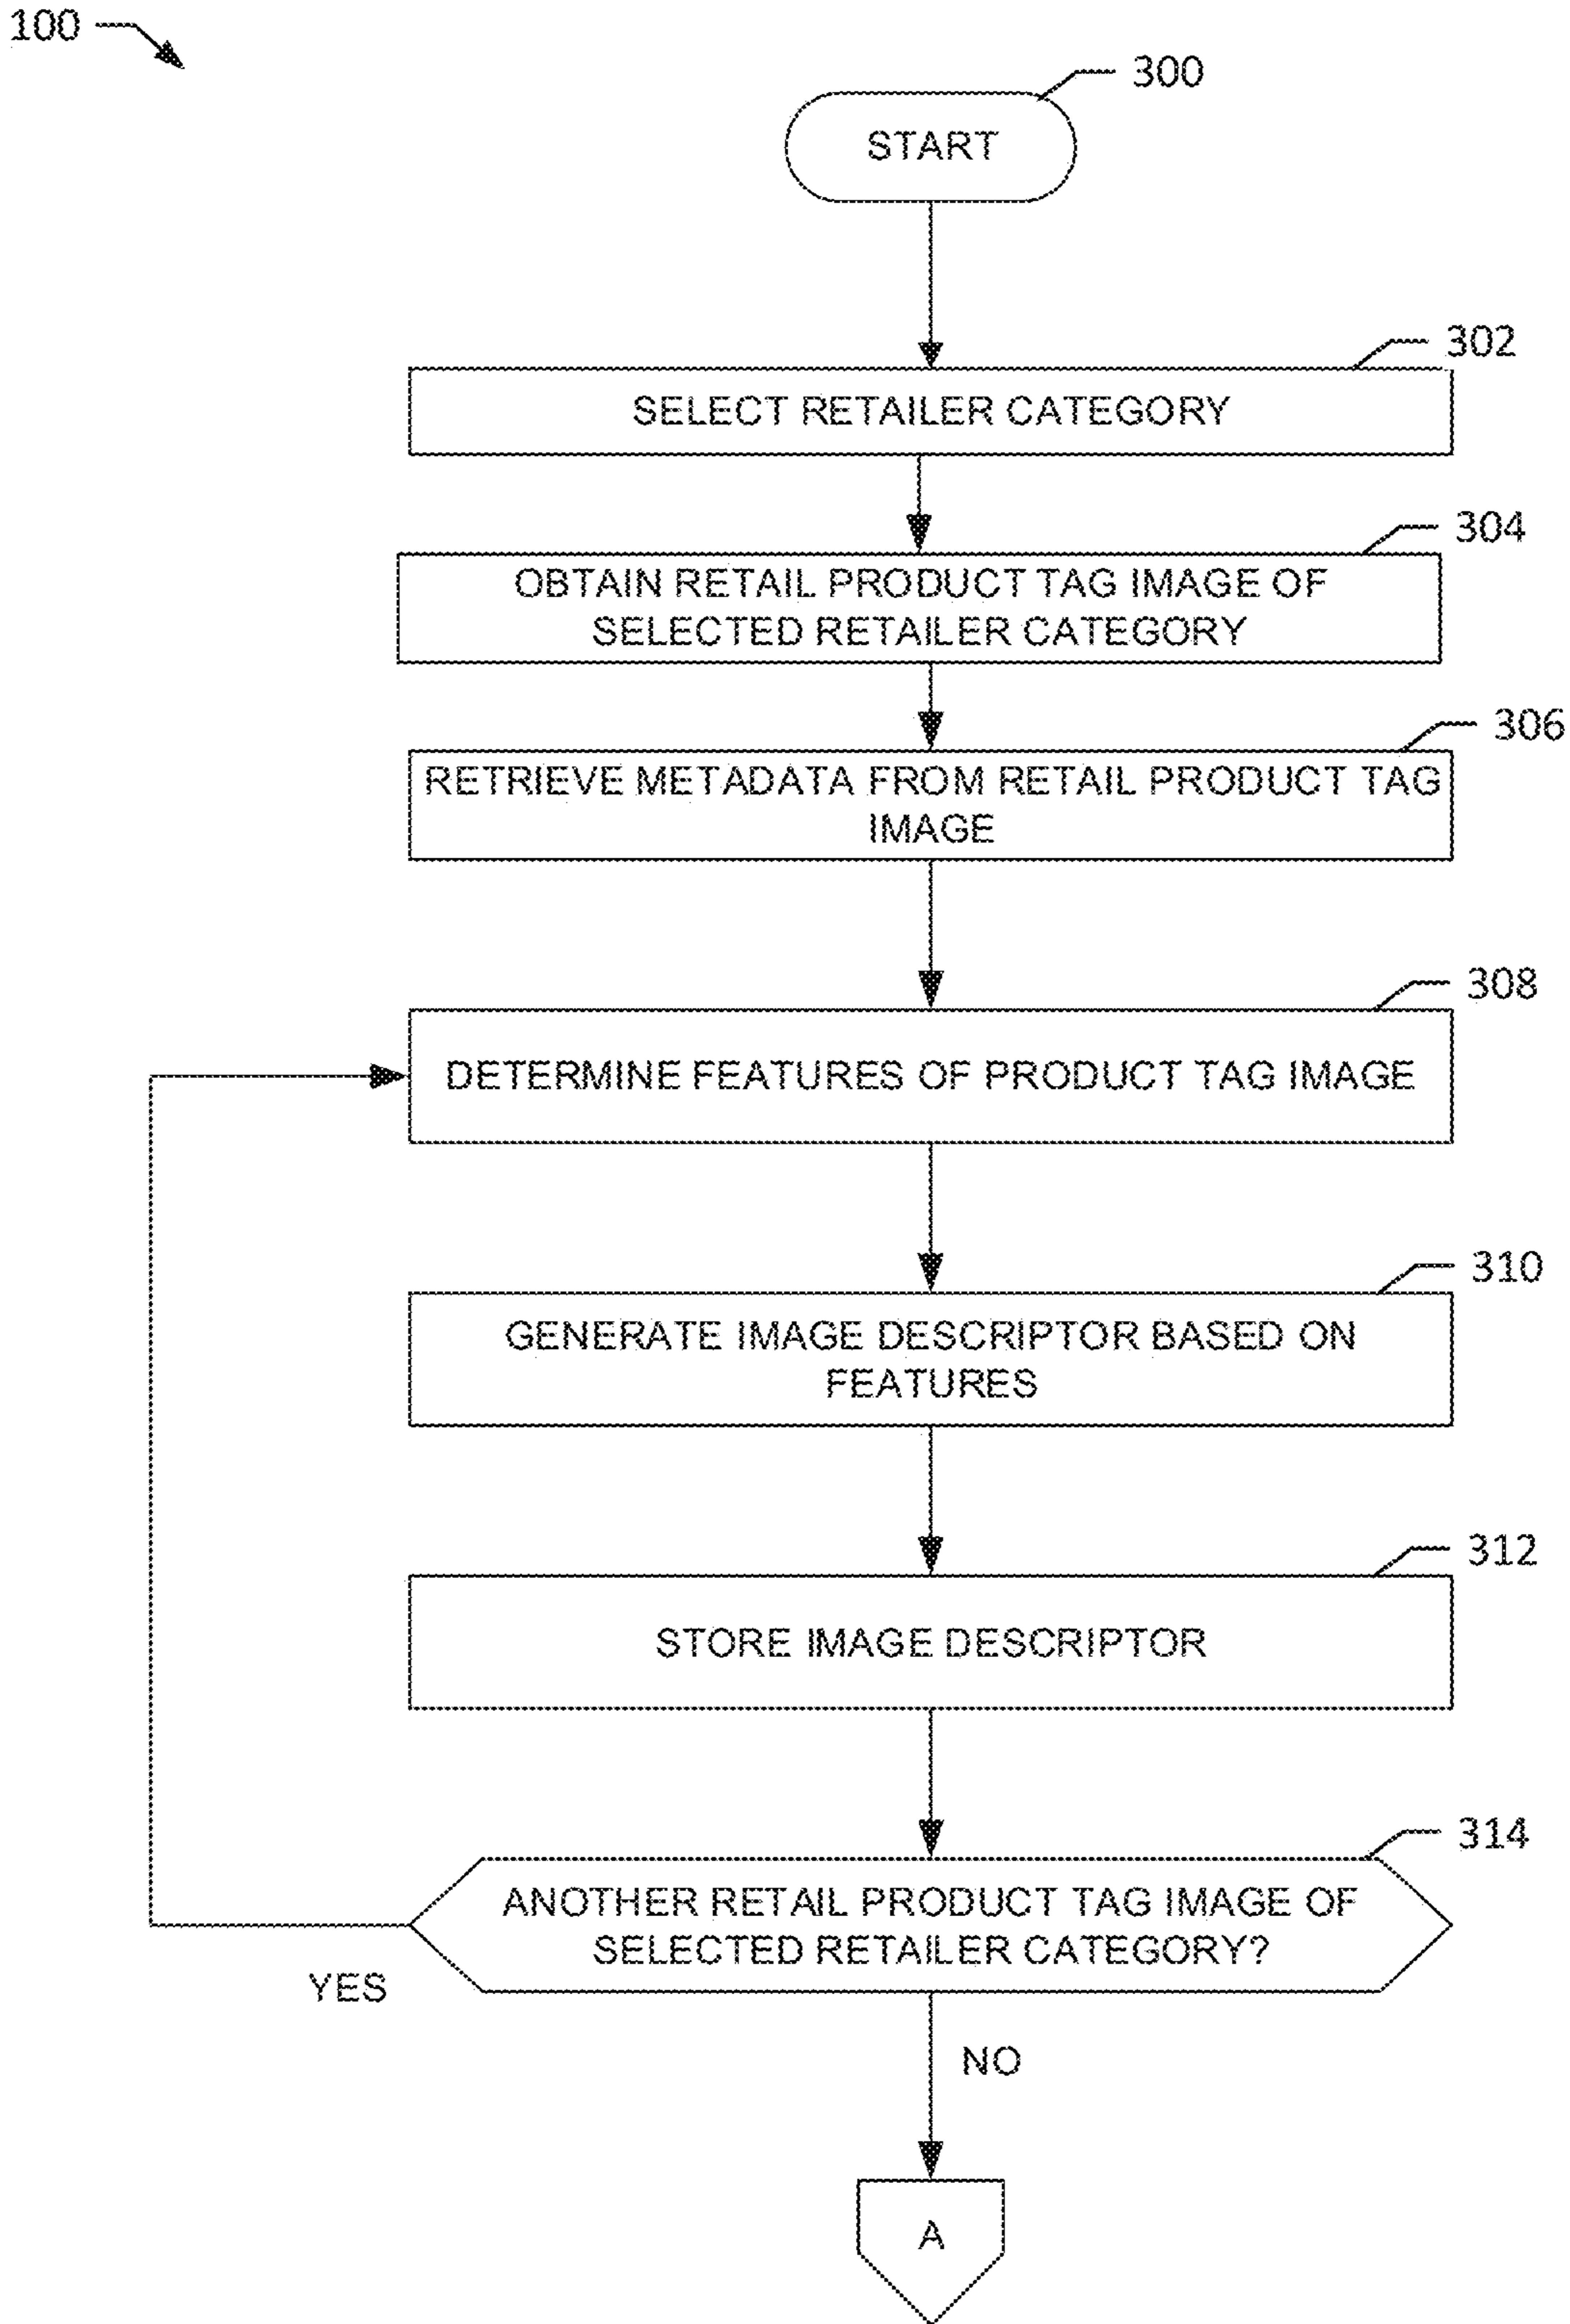 100
300
START
302
SELECT RETAILER CATEGORY
304
OBTAIN RETAIL PRODUCT TAG IMAGE OF
SELECTED RETAILER CATEGORY
306
RETRIEVE METADATA FROM RETAIL PRODUCT TAG
IMAGE
308
DETERMINE FEATURES OF PRODUCT TAG IMAGE
310
GENERATE IMAGE DESCRIPTOR BASED ON
FEATURES
312
STORE IMAGE DESCRIPTOR
314
ANOTHER RETAIL PRODUCT TAG IMAGE OF
SELECTED RETAILER CATEGORY?
YES
NO
A